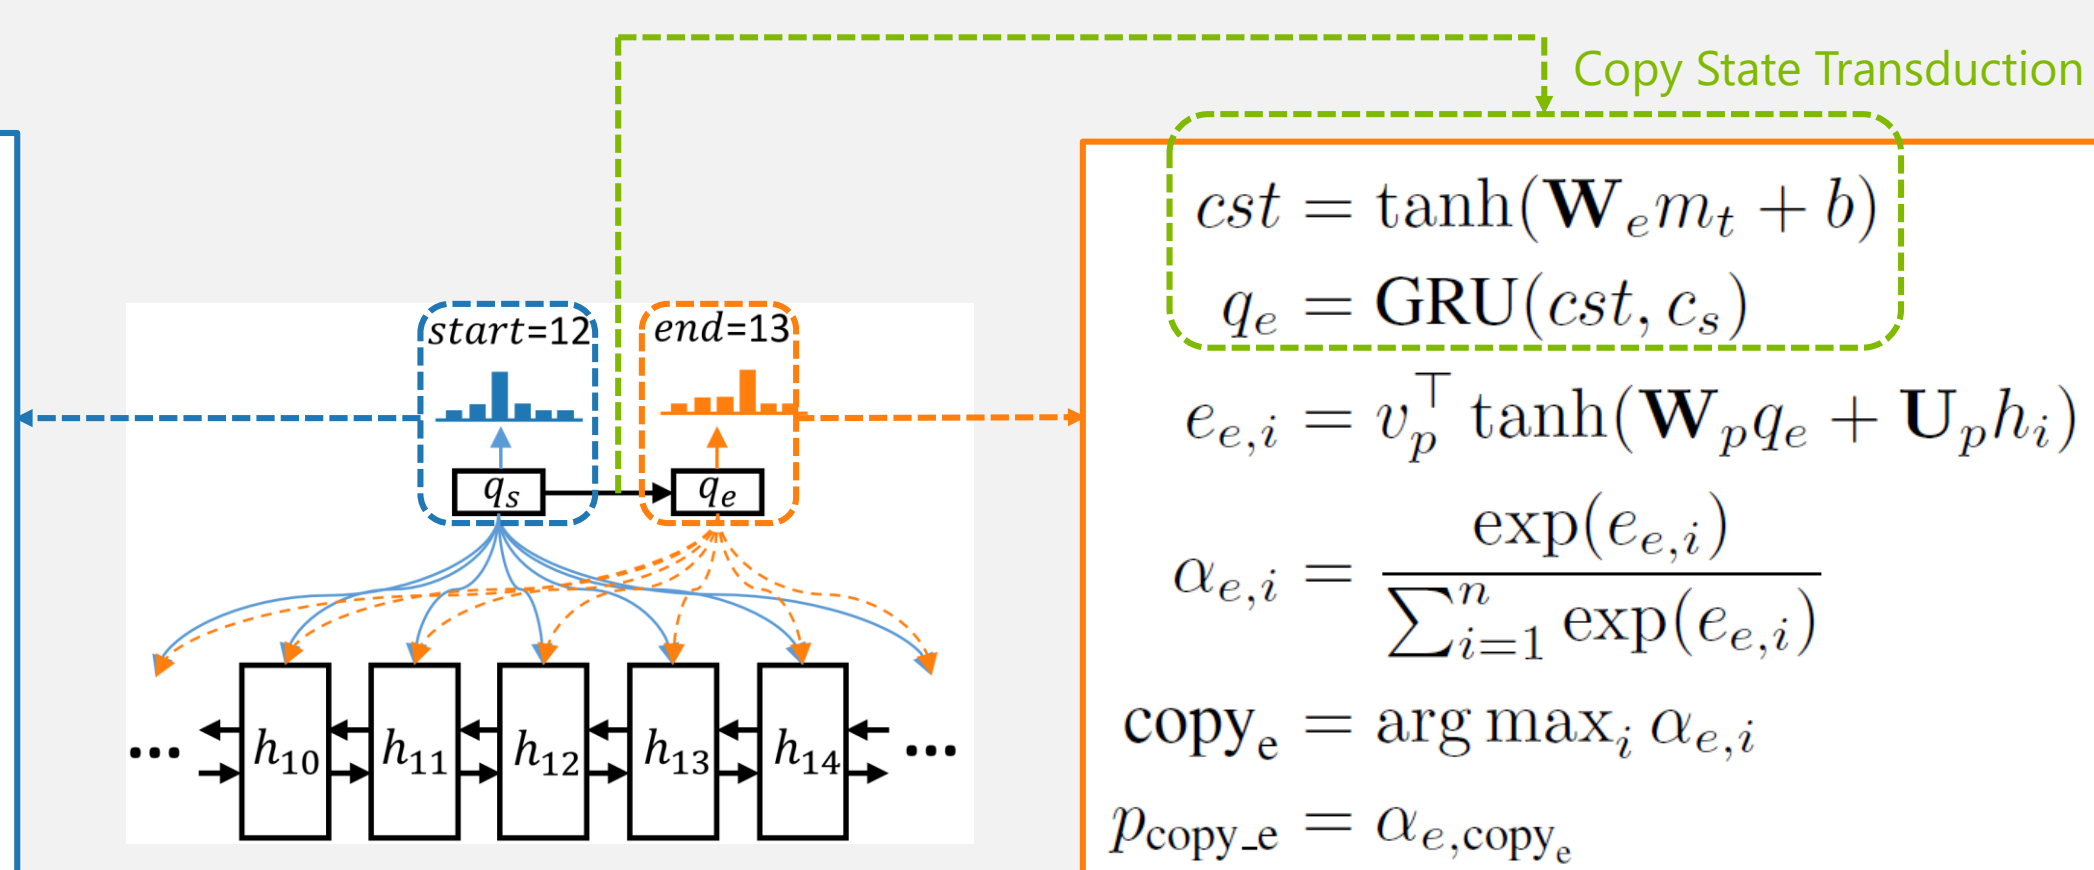 Copy State Transduction
start=12 end=13
q_s q_e
... h_10 h_11 h_12 h_13 h_14 ...
cst = tanh(W_e m_t + b)
q_e = GRU(cst, c_s)
e_{e,i} = v_p^⊤ tanh(W_p q_e + U_p h_i)
α_{e,i} = exp(e_{e,i}) / ∑_{i=1}^n exp(e_{e,i})
copy_e = arg max_i α_{e,i}
p_{copy_e} = α_{e,copy_e}